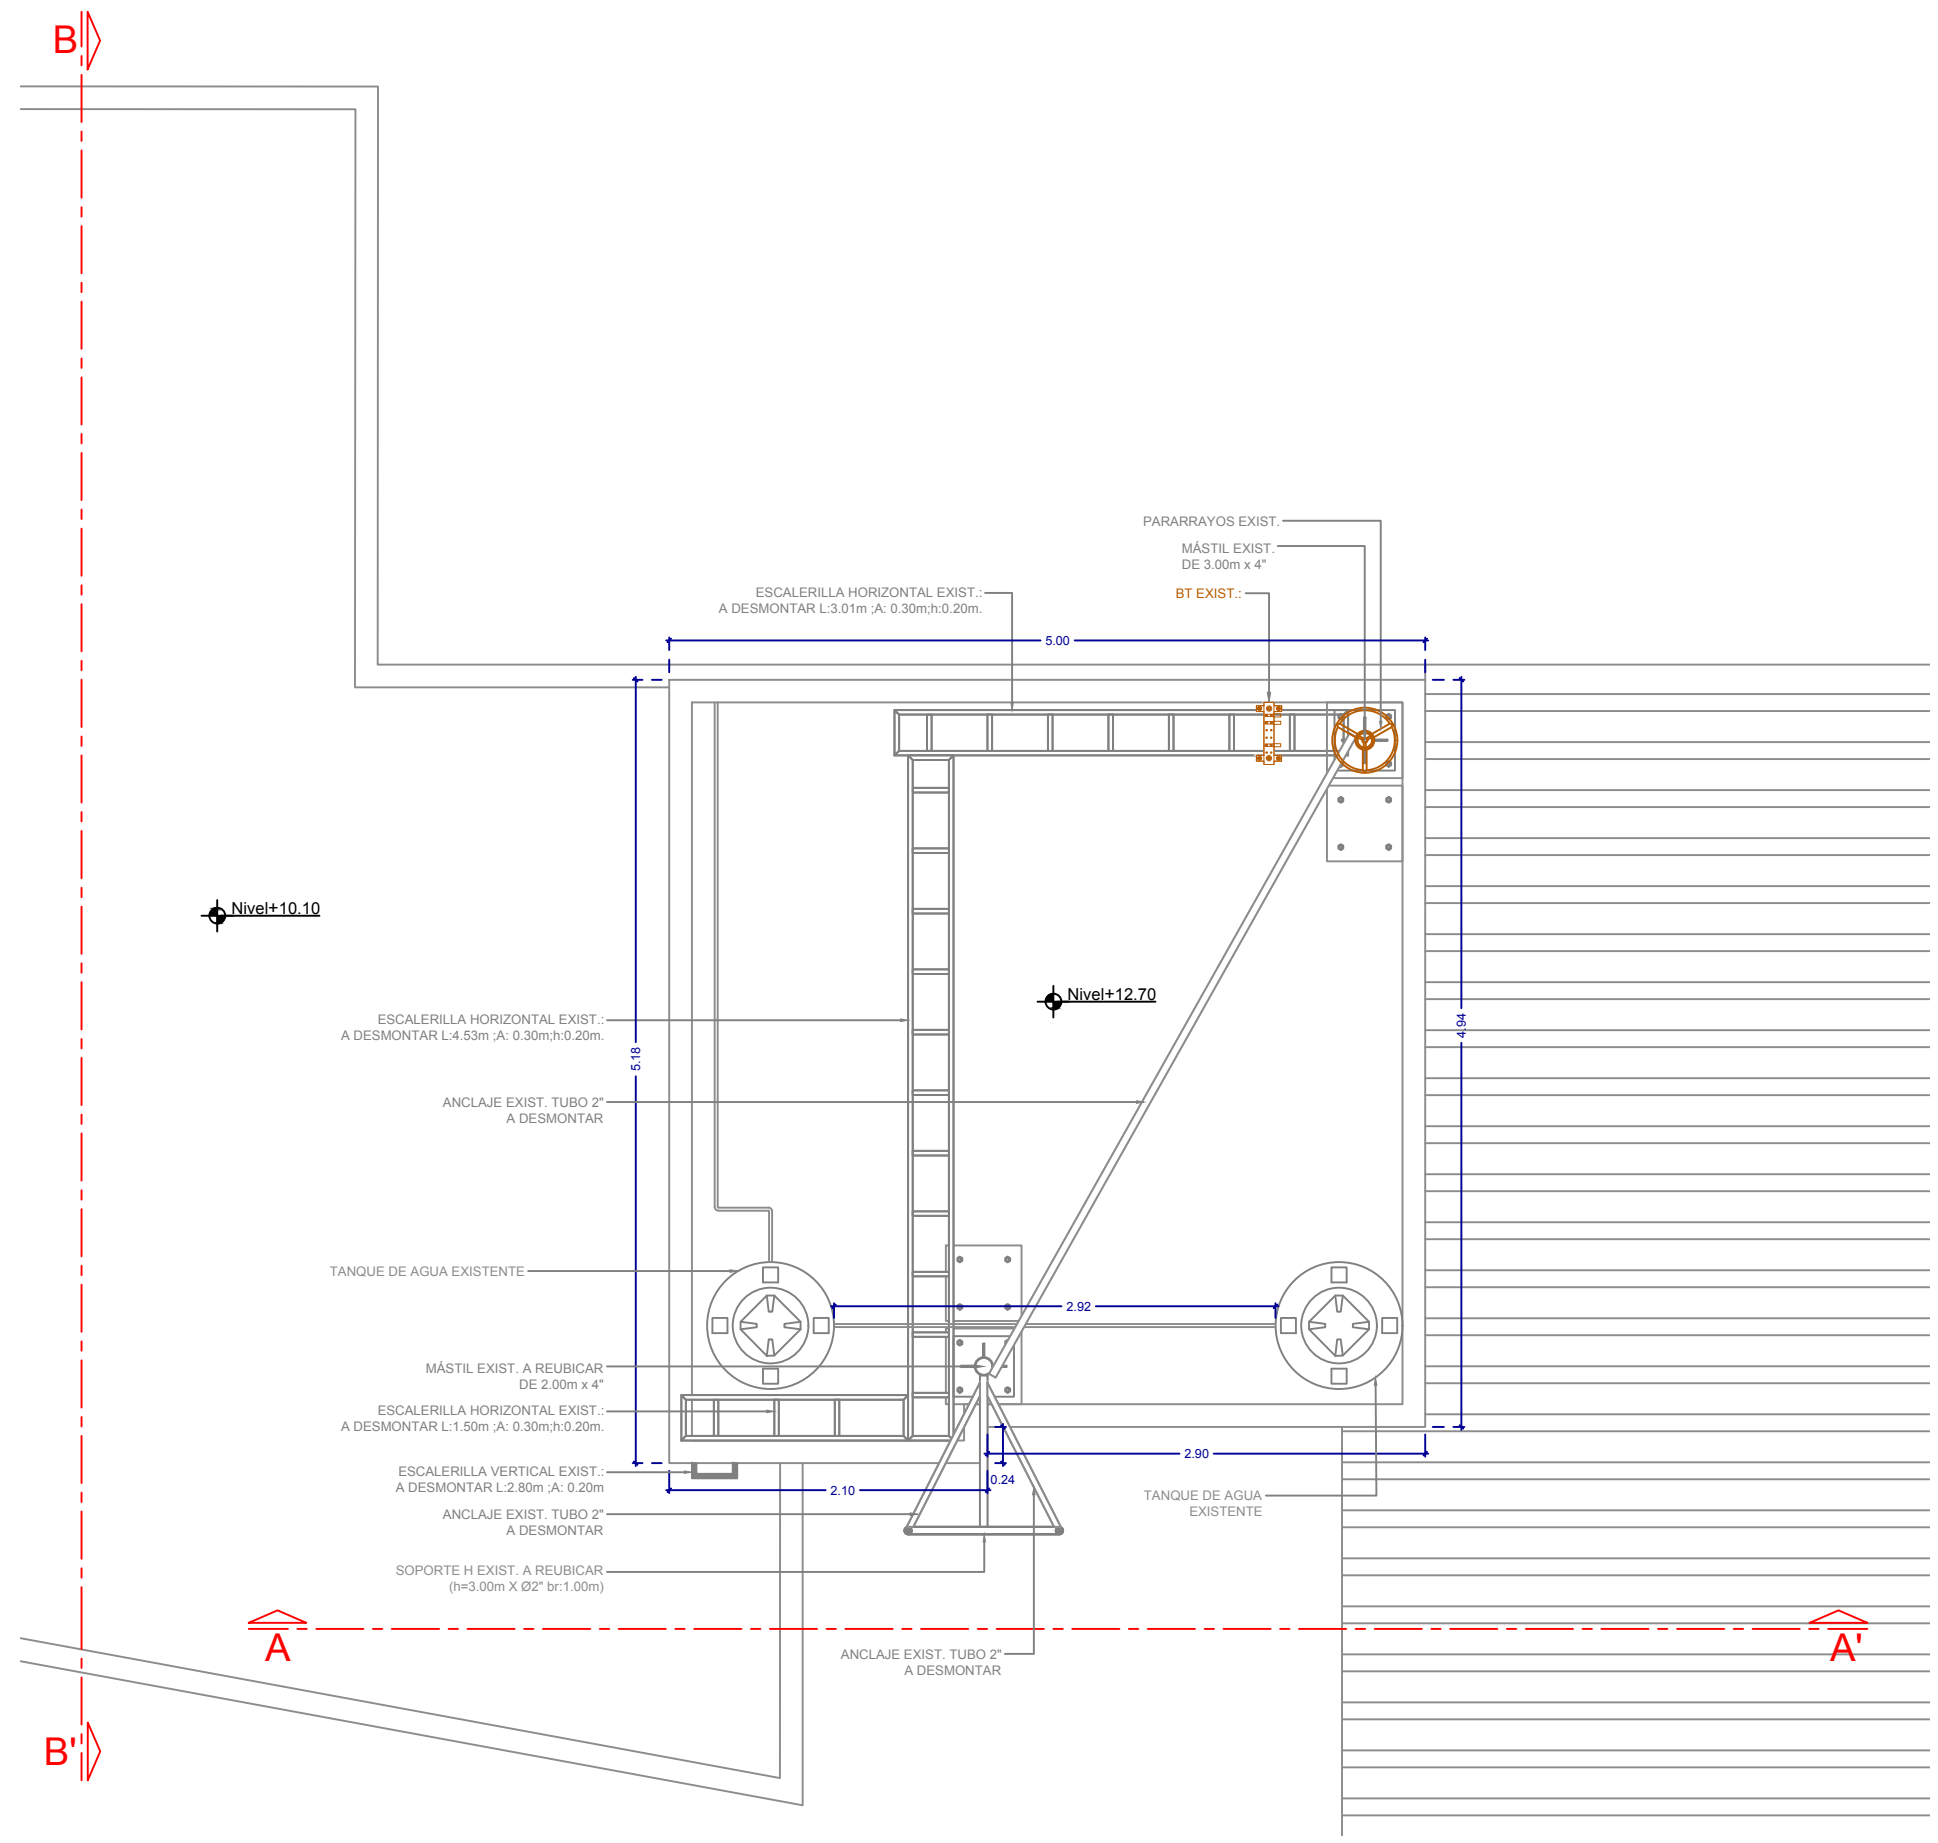 B
PARARRAYOS EXIST.
MÁSTIL EXIST.
DE 3.00m x 4"
ESCALERILLA HORIZONTAL EXIST.:
A DESMONTAR L:3.01m ;A: 0.30m;h:0.20m.
BT EXIST.:
5.00
Nivel+10.10
Nivel+12.70
ESCALERILLA HORIZONTAL EXIST.:
A DESMONTAR L:4.53m ;A: 0.30m;h:0.20m.
5.18
4.94
ANCLAJE EXIST. TUBO 2"
A DESMONTAR
TANQUE DE AGUA EXISTENTE
2.92
MÁSTIL EXIST. A REUBICAR
DE 2.00m x 4"
ESCALERILLA HORIZONTAL EXIST.:
A DESMONTAR L:1.50m ;A: 0.30m;h:0.20m.
2.90
ESCALERILLA VERTICAL EXIST.:
A DESMONTAR L:2.80m ;A: 0.20m
0.24
2.10
TANQUE DE AGUA
EXISTENTE
ANCLAJE EXIST. TUBO 2"
A DESMONTAR
SOPORTE H EXIST. A REUBICAR
(h=3.00m X Ø2" br:1.00m)
A
A'
ANCLAJE EXIST. TUBO 2"
A DESMONTAR
B'